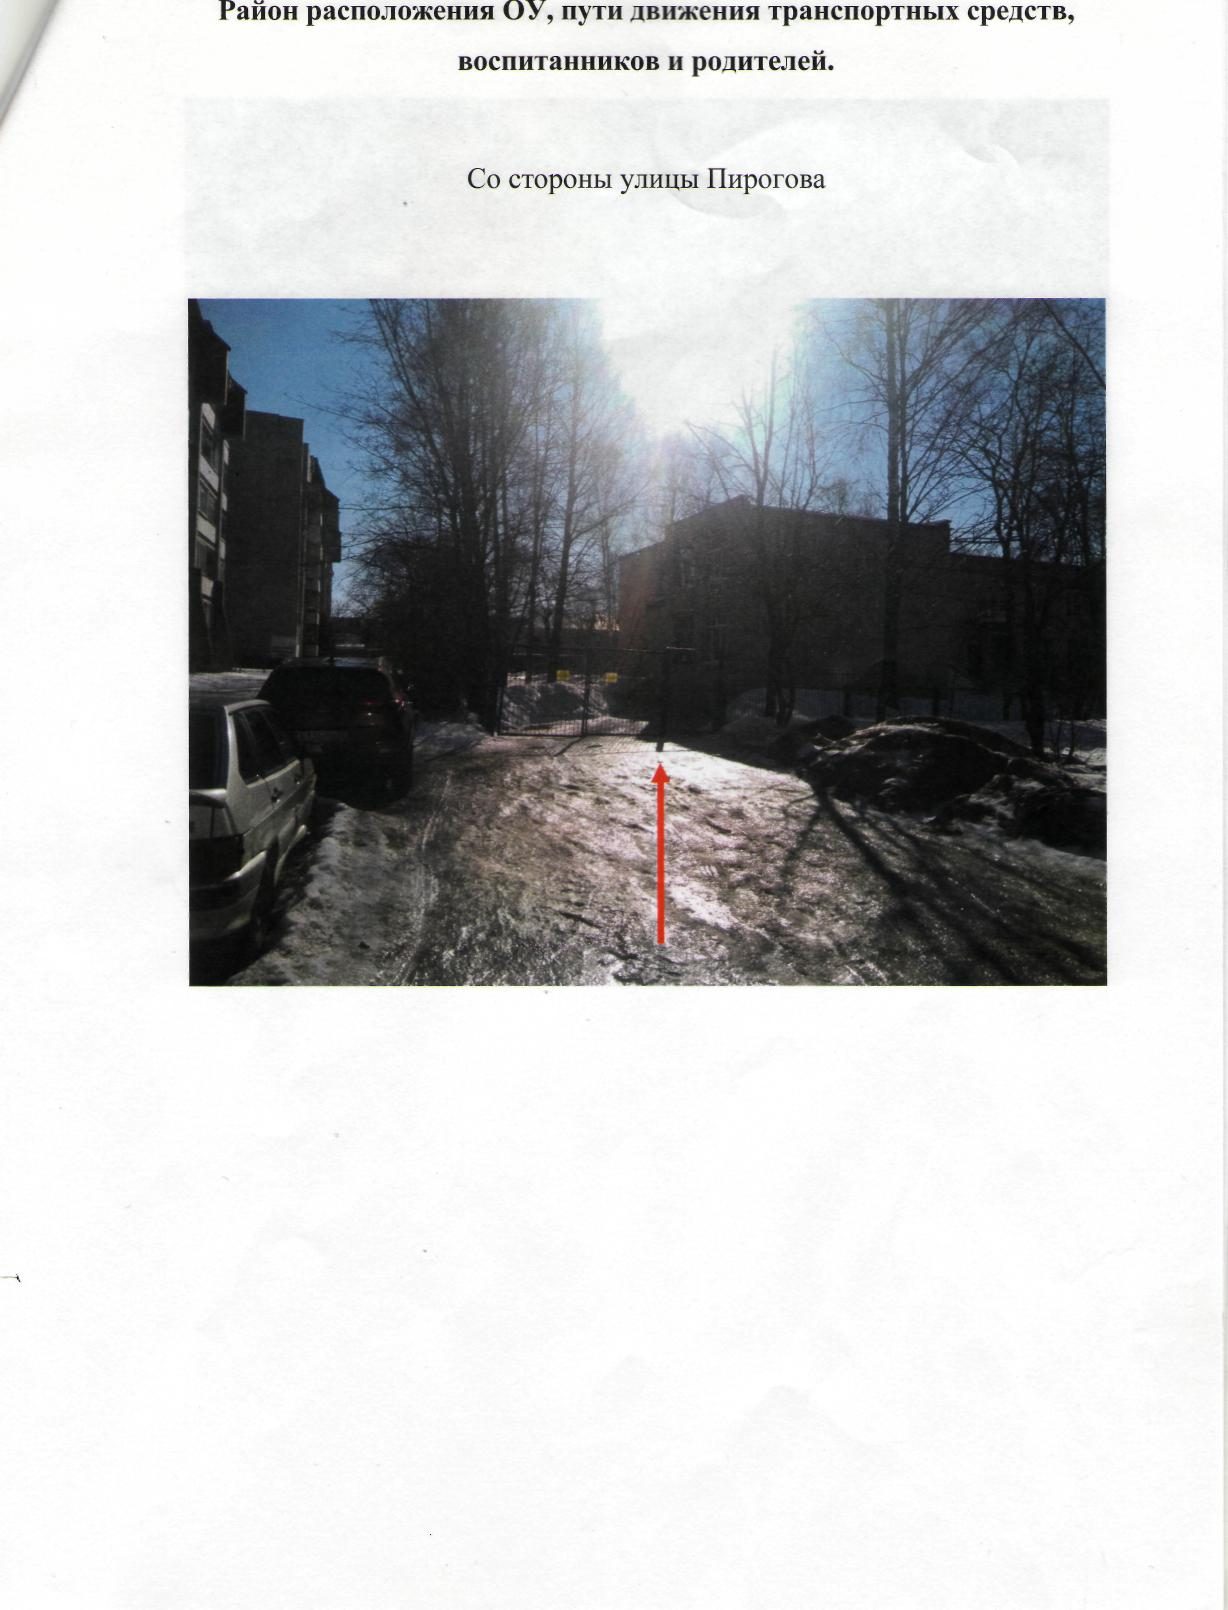 Район расположения ОУ, пути движения транспортных средств,
воспитанников и родителей.
Со стороны улицы Пирогова